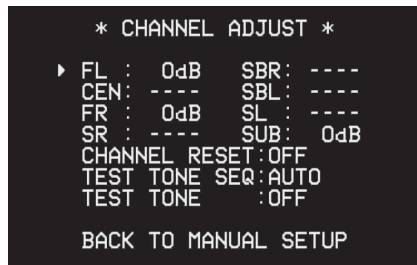 * CHANNEL ADJUST *
FL : 0dB SBR: ----
CEN: ---- SBL: ----
FR : 0dB SL : ----
SR : ---- SUB: 0dB
CHANNEL RESET:OFF
TEST TONE SEQ:AUTO
TEST TONE :OFF
BACK TO MANUAL SETUP